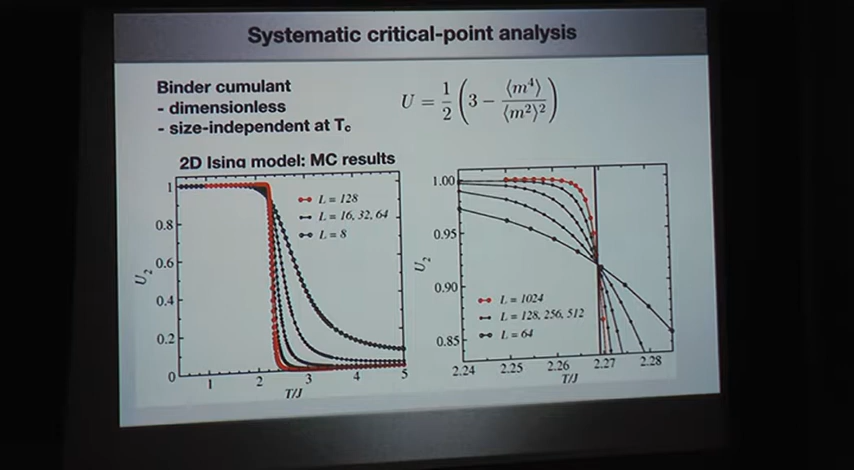 Systematic critical-point analysis
Binder cumulant
- dimensionless
- size-independent at Tc
U = 1/2 (3 − ⟨m⁴⟩/⟨m²⟩²)
2D Ising model: MC results
1
0.8
0.6
0.4
0.2
0
U₂
1 2 3 4 5
T/J
L = 128
L = 16, 32, 64
L = 8
1.00
0.95
0.90
0.85
U₂
2.24 2.25 2.26 2.27 2.28
T/J
L = 1024
L = 128, 256, 512
L = 64